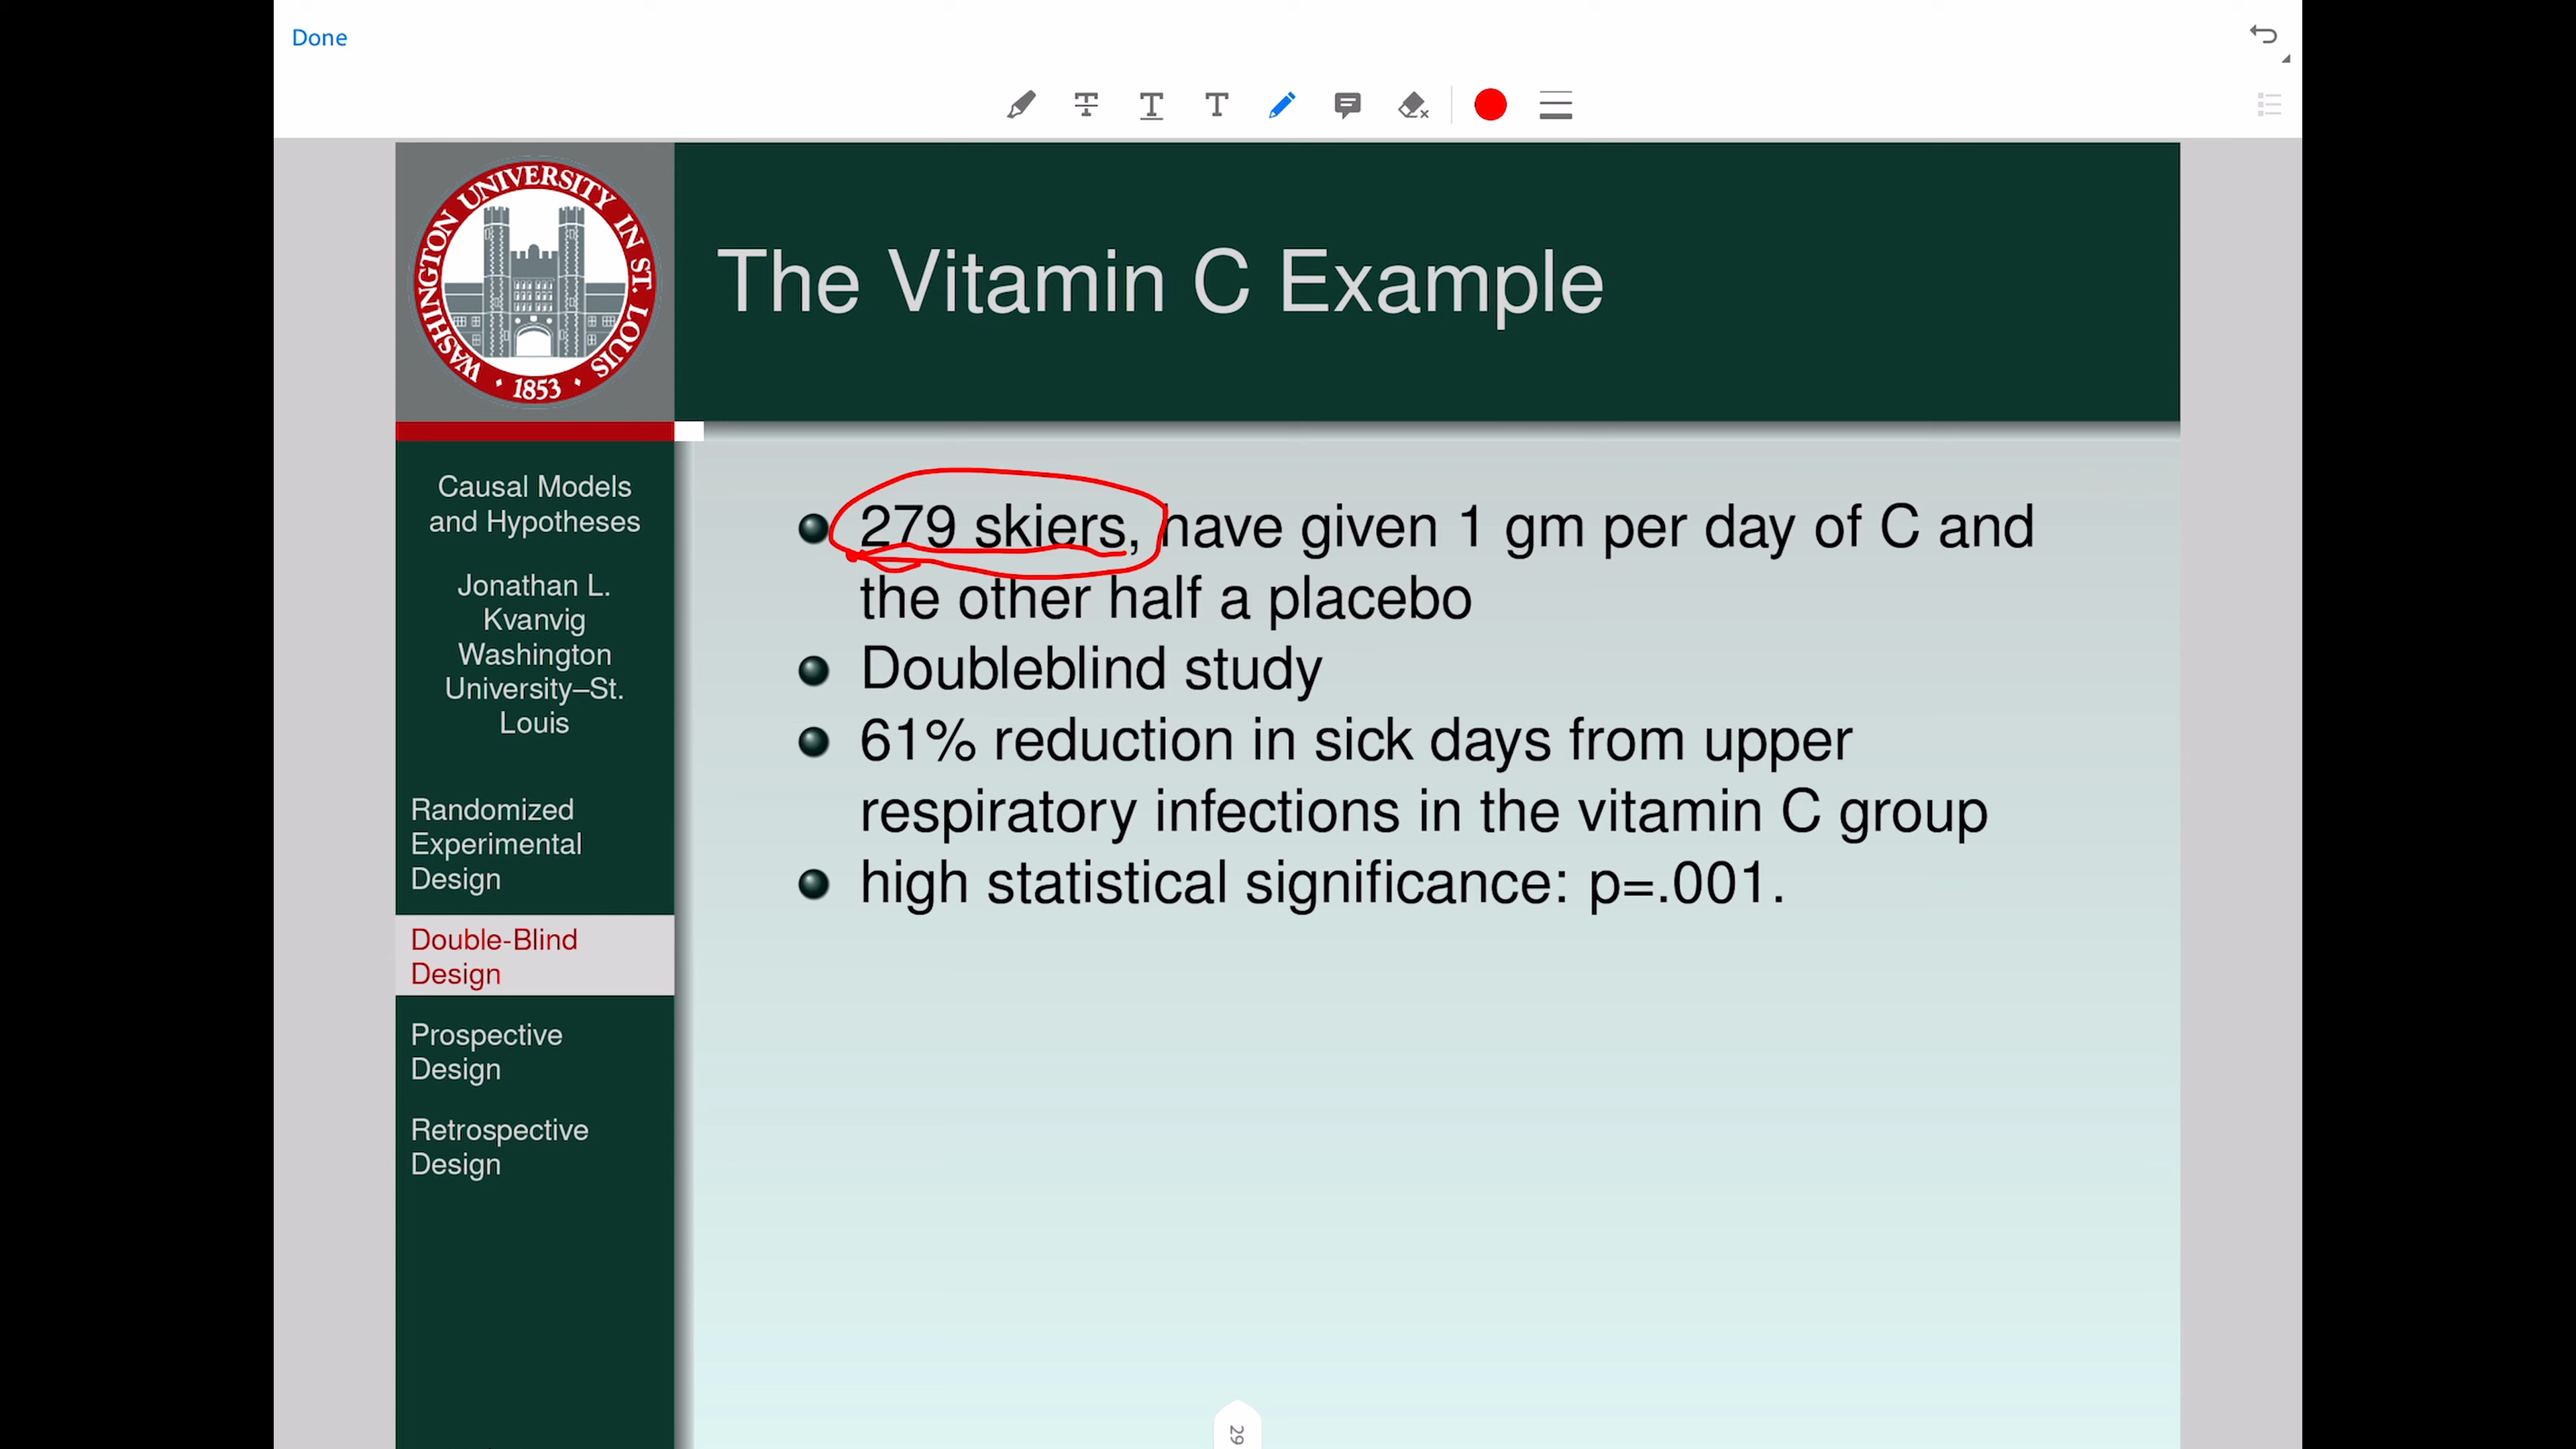 Done
WASHINGTON UNIVERSITY IN ST. LOUIS
1853
The Vitamin C Example
Causal Models
and Hypotheses
Jonathan L.
Kvanvig
Washington
University–St.
Louis
Randomized
Experimental
Design
Double-Blind
Design
Prospective
Design
Retrospective
Design
279 skiers, have given 1 gm per day of C and
the other half a placebo
Doubleblind study
61% reduction in sick days from upper
respiratory infections in the vitamin C group
high statistical significance: p=.001.
29